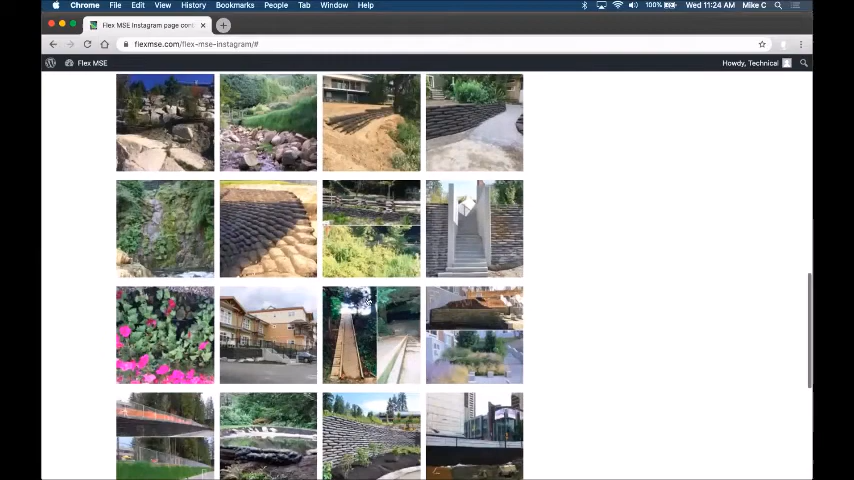 Chrome File Edit View History Bookmarks People Tab Window Help 100% Wed 11:24 AM Mike C
Flex MSE Instagram page cont
flexmse.com/flex-mse-instagram/#
Flex MSE Howdy, Technical